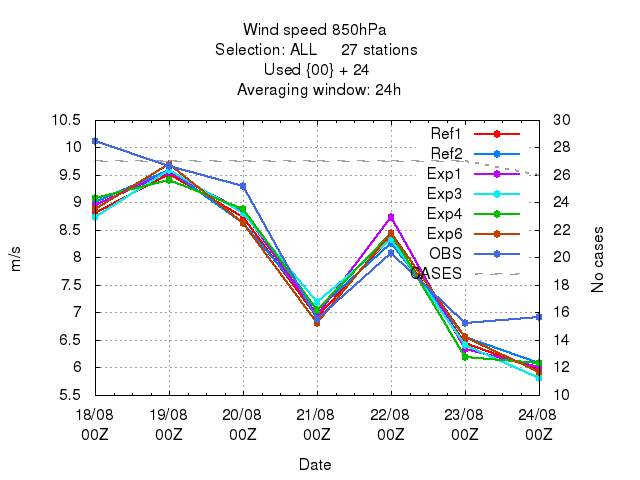 Wind speed 850hPa
Selection: ALL 27 stations
Used {00} + 24
Averaging window: 24h
10.5
10
9.5
9
8.5
8
7.5
7
6.5
6
5.5
m/s
30
28
26
24
22
20
18
16
14
12
10
No cases
Ref1
Ref2
Exp1
Exp3
Exp4
Exp6
OBS
CASES
18/08 19/08 20/08 21/08 22/08 23/08 24/08
00Z 00Z 00Z 00Z 00Z 00Z 00Z
Date